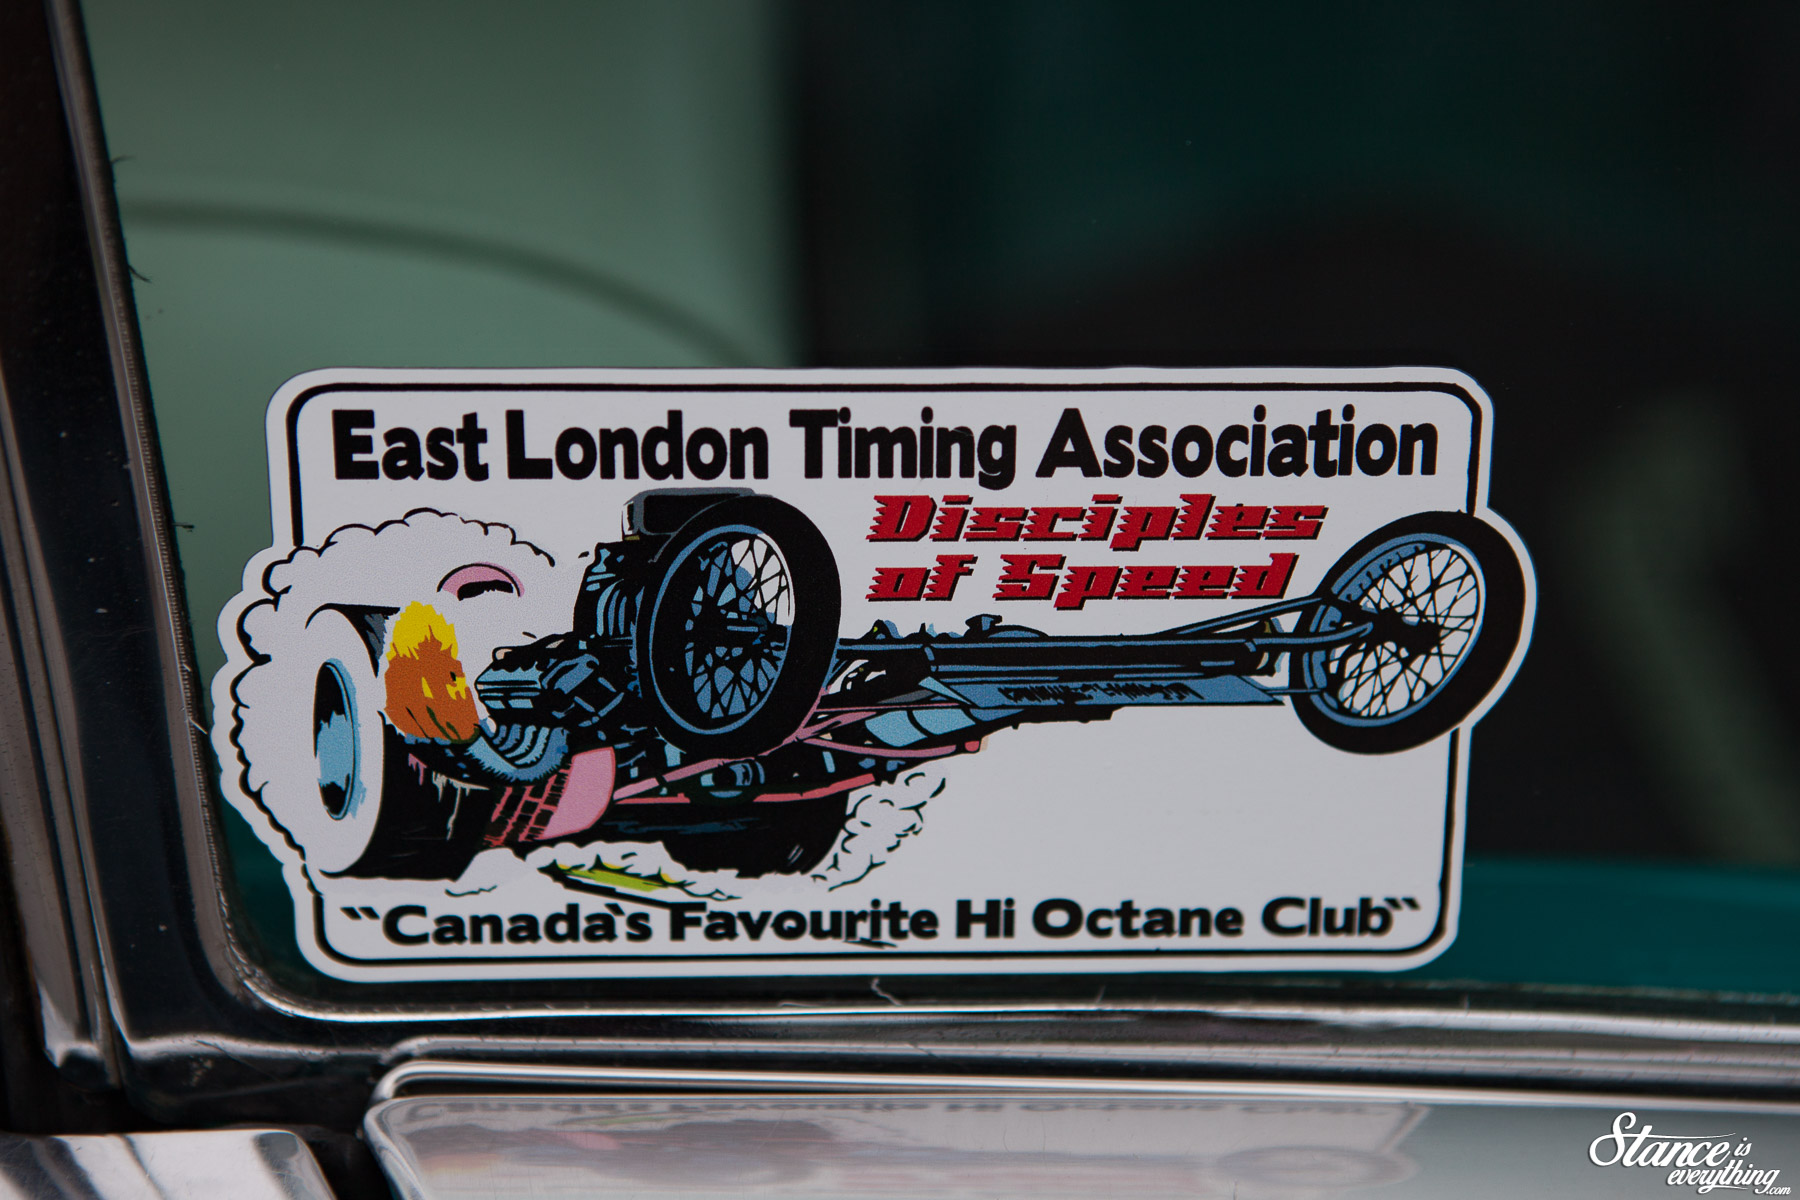 East London Timing Association
Disciples
of Speed
"Canada`s Favourite Hi Octane Club"
Stance is
everything.com